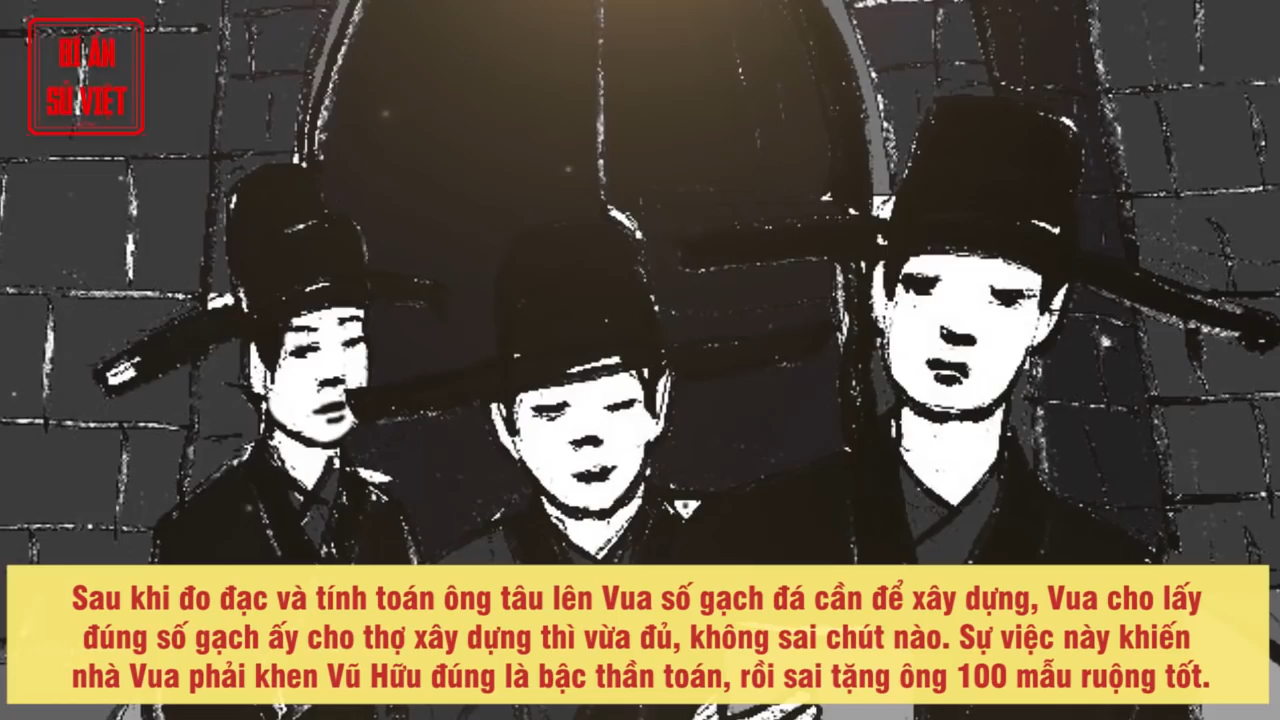 BÍ ẨN
SỬ VIỆT
Sau khi đo đạc và tính toán ông tâu lên Vua số gạch đá cần để xây dựng, Vua cho lấy
đúng số gạch ấy cho thợ xây dựng thì vừa đủ, không sai chút nào. Sự việc này khiến
nhà Vua phải khen Vũ Hữu đúng là bậc thần toán, rồi sai tặng ông 100 mẫu ruộng tốt.